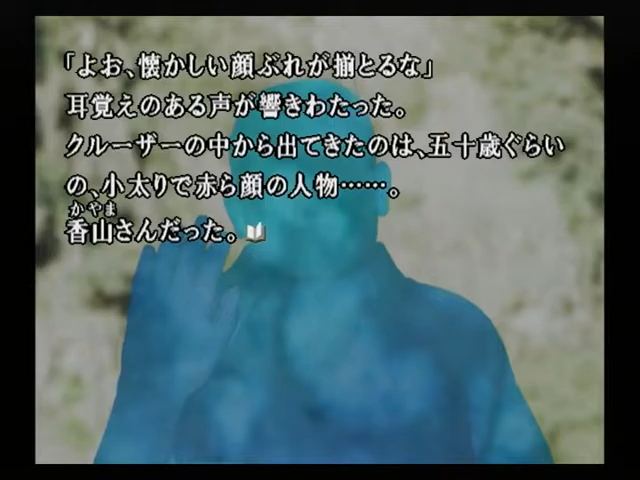 「よお、懐かしい顔ぶれが揃とるな」
耳覚えのある声が響きわたった。
クルーザーの中から出てきたのは、五十歳ぐらい
の、小太りで赤ら顔の人物……。
かやま
香山さんだった。